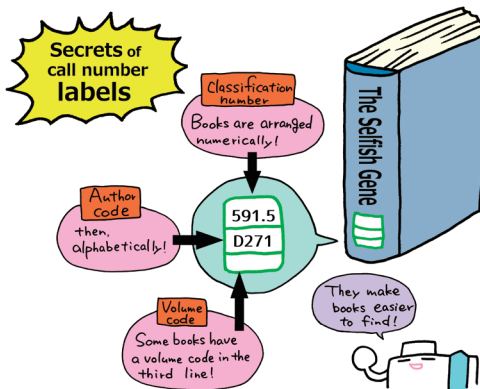 Secrets of
call number
labels
Classification
number
Books are arranged
numerically!
Author
code
then,
alphabetically!
591.5
D271
Volume
code
Some books have
a volume code in the
third line!
The Selfish Gene
They make
books easier
to find!